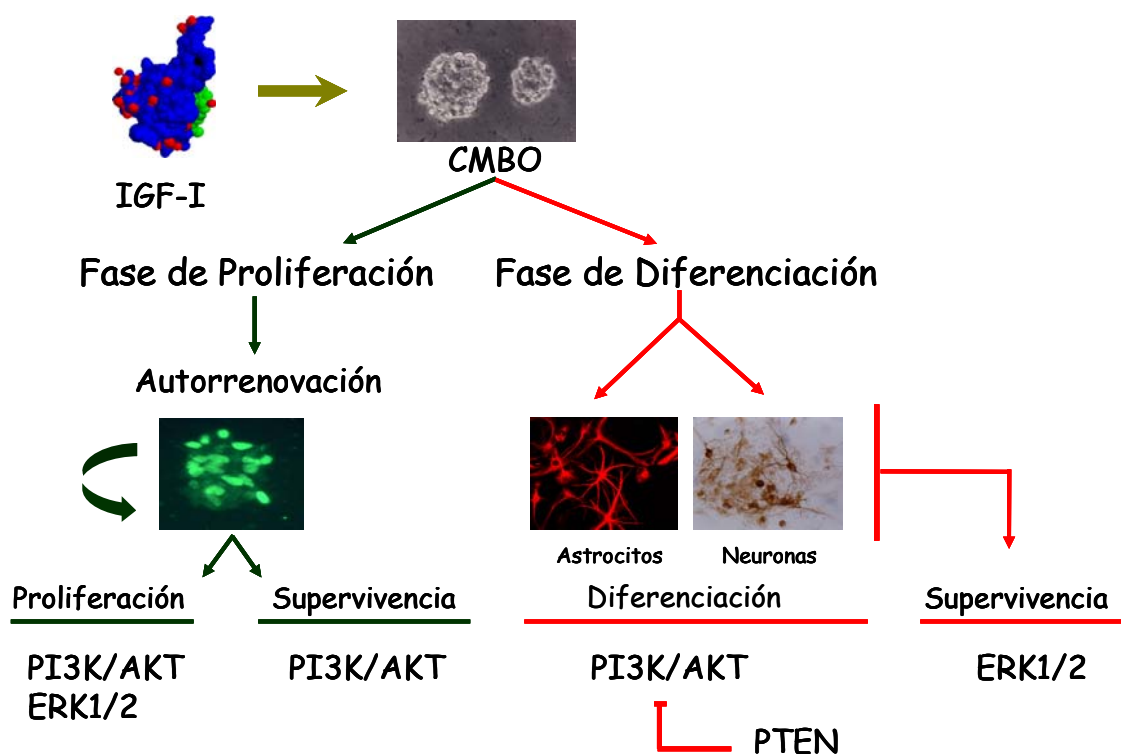 CMBO
IGF-I
Fase de Proliferación
Fase de Diferenciación
Autorrenovación
Astrocitos
Neuronas
Proliferación
Supervivencia
Diferenciación
Supervivencia
PI3K/AKT
ERK1/2
PI3K/AKT
PI3K/AKT
ERK1/2
PTEN